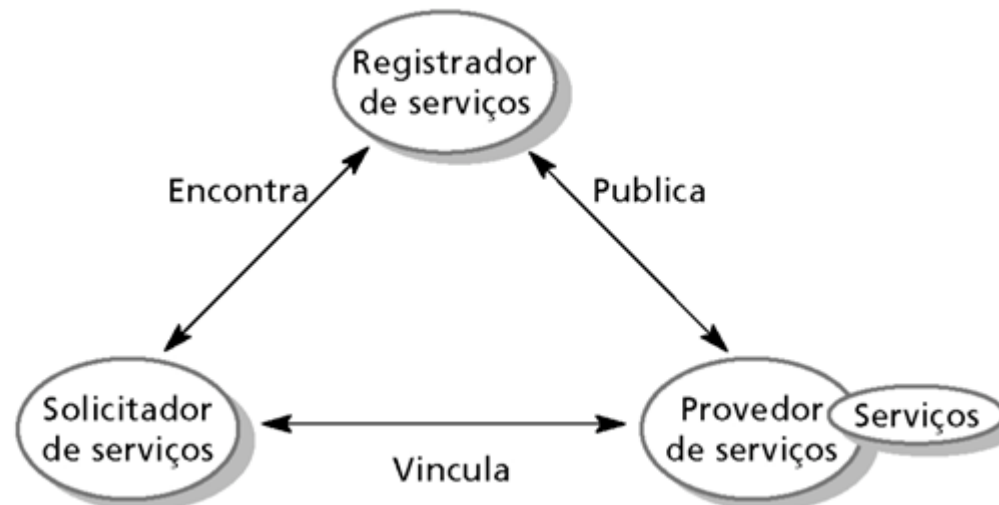 Registrador
de serviços
Encontra
Publica
Solicitador
de serviços
Vincula
Provedor
de serviços
Serviços